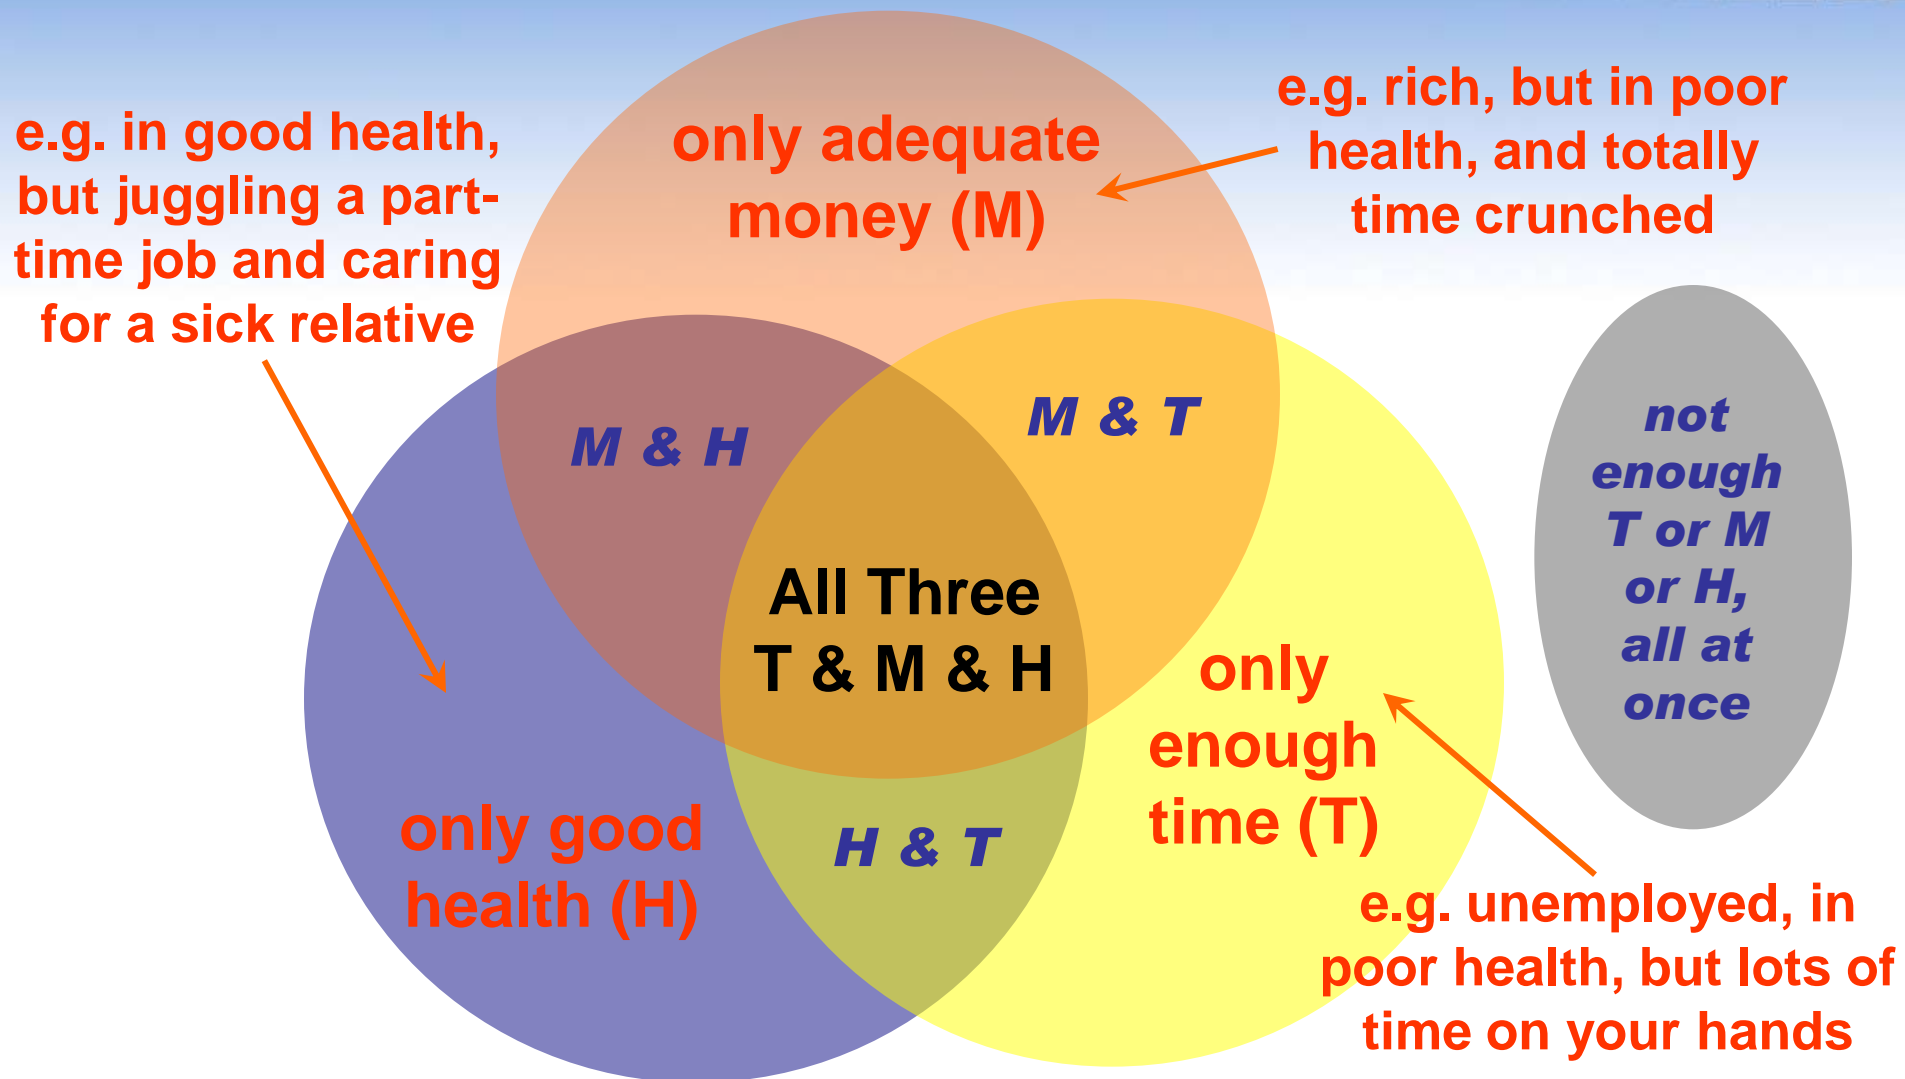 e.g. in good health,
but juggling a part-
time job and caring
for a sick relative
only adequate
money (M)
e.g. rich, but in poor
health, and totally
time crunched
M & H
M & T
not
enough
T or M
or H,
all at
once
All Three
T & M & H
only
enough
time (T)
only good
health (H)
H & T
e.g. unemployed, in
poor health, but lots of
time on your hands